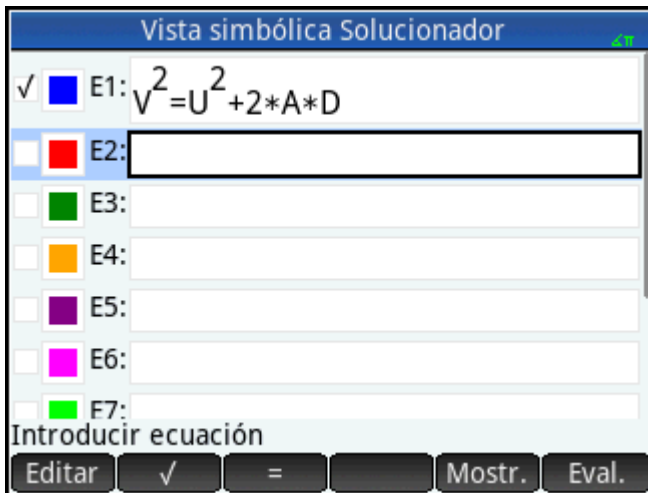 Vista simbólica Solucionador
∡π
√ E1: V²=U²+2*A*D
E2:
E3:
E4:
E5:
E6:
E7:
Introducir ecuación
Editar √ = Mostr. Eval.